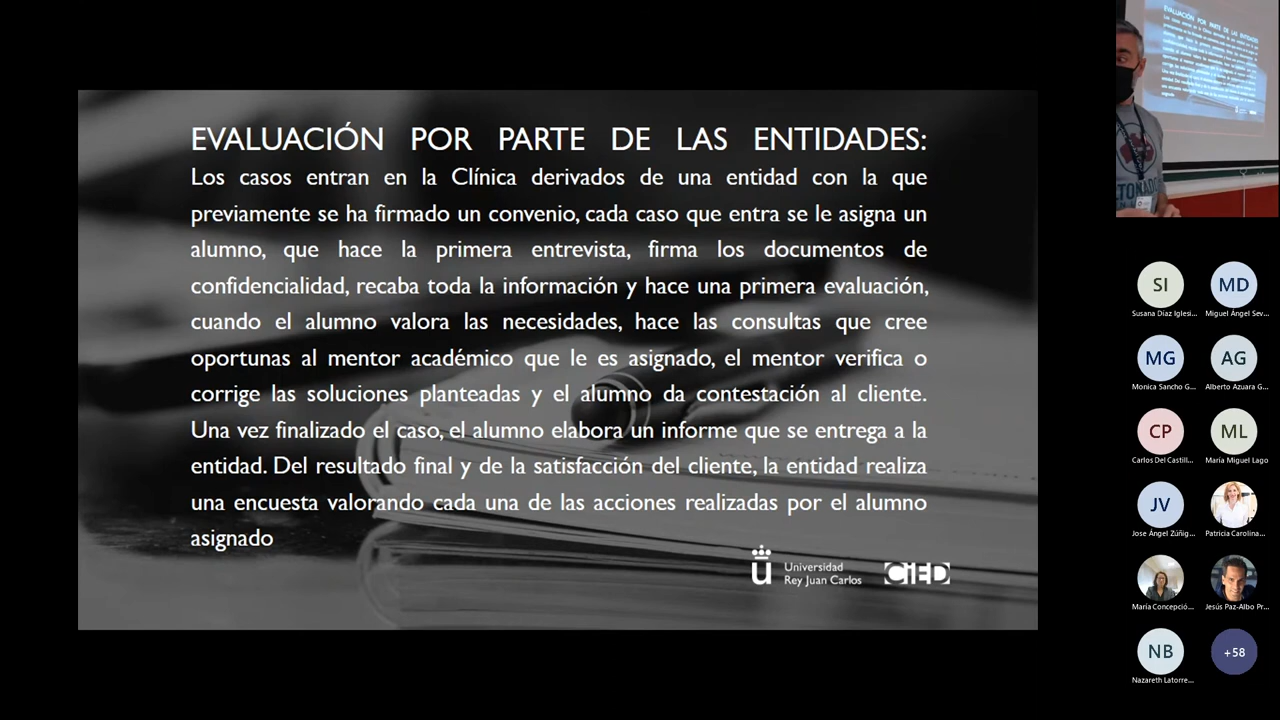 EVALUACIÓN POR PARTE DE LAS ENTIDADES:
Los casos entran en la Clínica derivados de una entidad con la que
previamente se ha firmado un convenio, cada caso que entra se le asigna un
alumno, que hace la primera entrevista, firma los documentos de
confidencialidad, recaba toda la información y hace una primera evaluación,
cuando el alumno valora las necesidades, hace las consultas que cree
oportunas al mentor académico que le es asignado, el mentor verifica o
corrige las soluciones planteadas y el alumno da contestación al cliente.
Una vez finalizado el caso, el alumno elabora un informe que se entrega a la
entidad. Del resultado final y de la satisfacción del cliente, la entidad realiza
una encuesta valorando cada una de las acciones realizadas por el alumno
asignado
Universidad
Rey Juan Carlos
CiED
EVALUACIÓN POR PARTE DE LAS ENTIDADES
SI
MD
Susana Díaz Iglesi...
Miguel Ángel Sev...
MG
AG
Monica Sancho G...
Alberto Azuara G...
CP
ML
Carlos Del Castill...
María Miguel Lago
JV
Jose Ángel Zúñig...
Patricia Carolina...
María Concepció...
Jesús Paz-Albo Pr...
NB
+58
Nazareth Latorre...